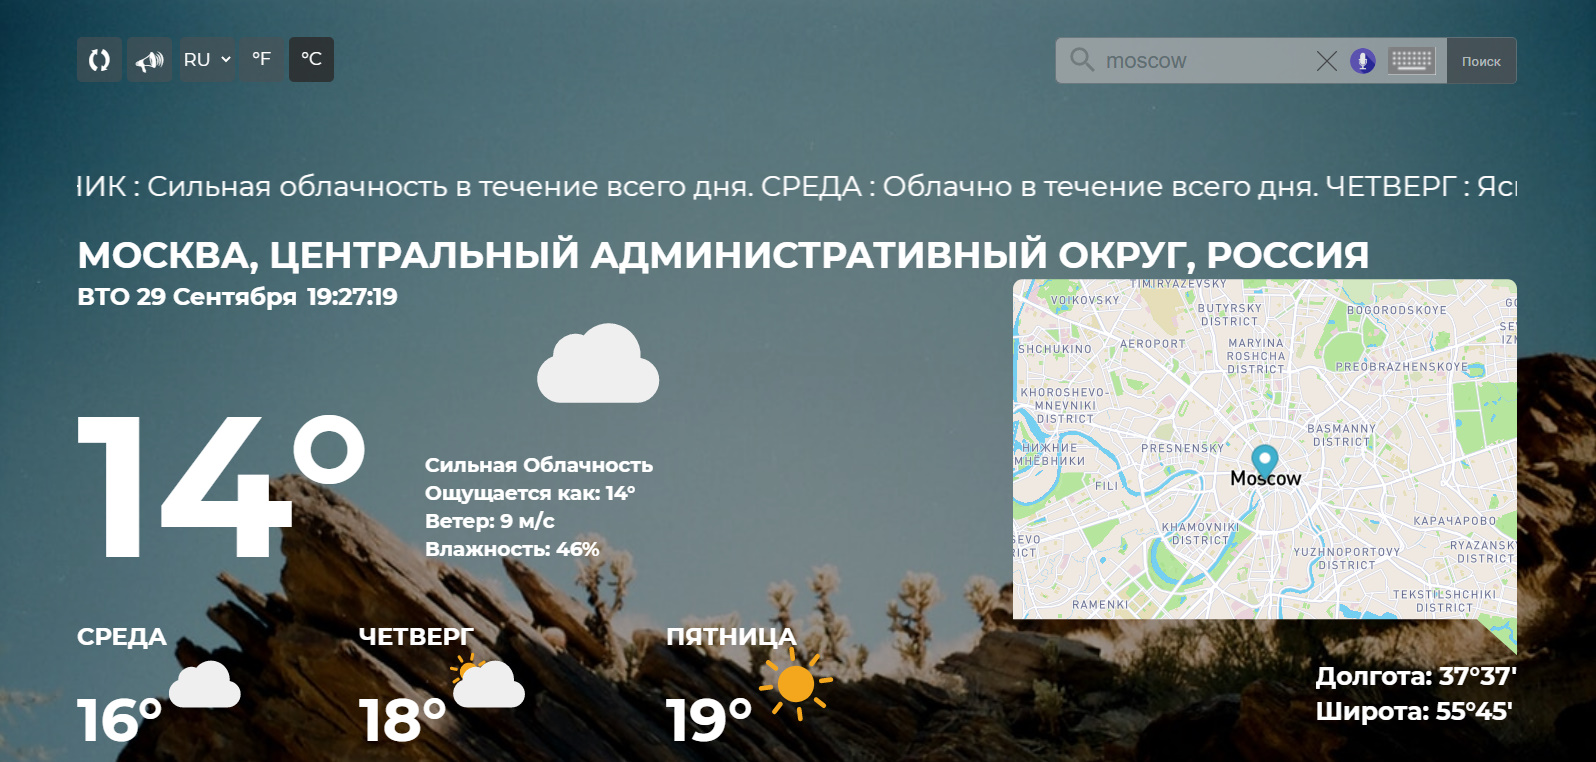 RU °F °C
moscow Поиск
НИК : Сильная облачность в течение всего дня. СРЕДА : Облачно в течение всего дня. ЧЕТВЕРГ :
МОСКВА, ЦЕНТРАЛЬНЫЙ АДМИНИСТРАТИВНЫЙ ОКРУГ, РОССИЯ
ВТО 29 Сентября 19:27:19
14°
Сильная Облачность
Ощущается как: 14°
Ветер: 9 м/с
Влажность: 46%
TIMIRYAZEVSKY
VOIKOVSKY
BUTYRSKY
DISTRICT
BOGORODSKOYE
SHCHUKINO
AEROPORT
MARYINA
ROSHCHA
DISTRICT
PREOBRAZHENSKOYE
KHOROSHEVO-
MNEVNIKI
DISTRICT
BASMANNY
DISTRICT
НИЖНИЕ
МНЕВНИКИ
PRESNENSKY
Moscow
FILI
KHAMOVNIKI
DISTRICT
КАРАЧАРОВО
YUZHNOPORTOVY
DISTRICT
DISTRICT
TEKSTILSHCHIKI
DISTRICT
RAMENKI
СРЕДА
16°
ЧЕТВЕРГ
18°
ПЯТНИЦА
19°
Долгота: 37°37'
Широта: 55°45'